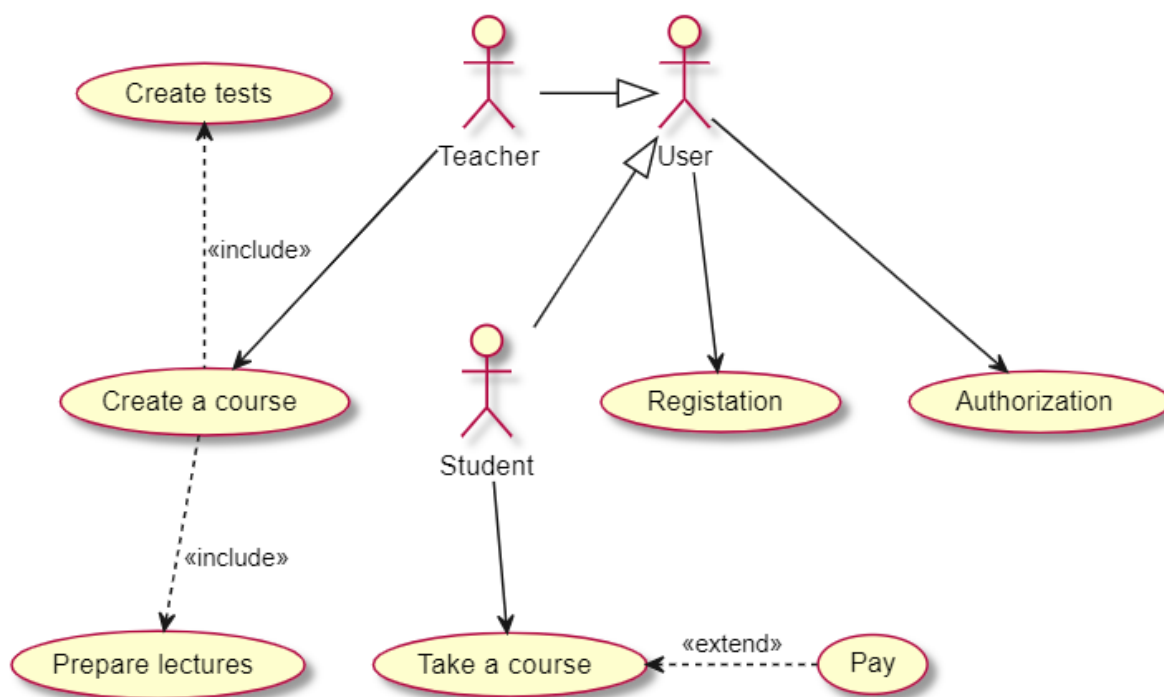 Create tests
Teacher
User
«include»
Create a course
Registation
Authorization
Student
«include»
Prepare lectures
Take a course
«extend»
Pay